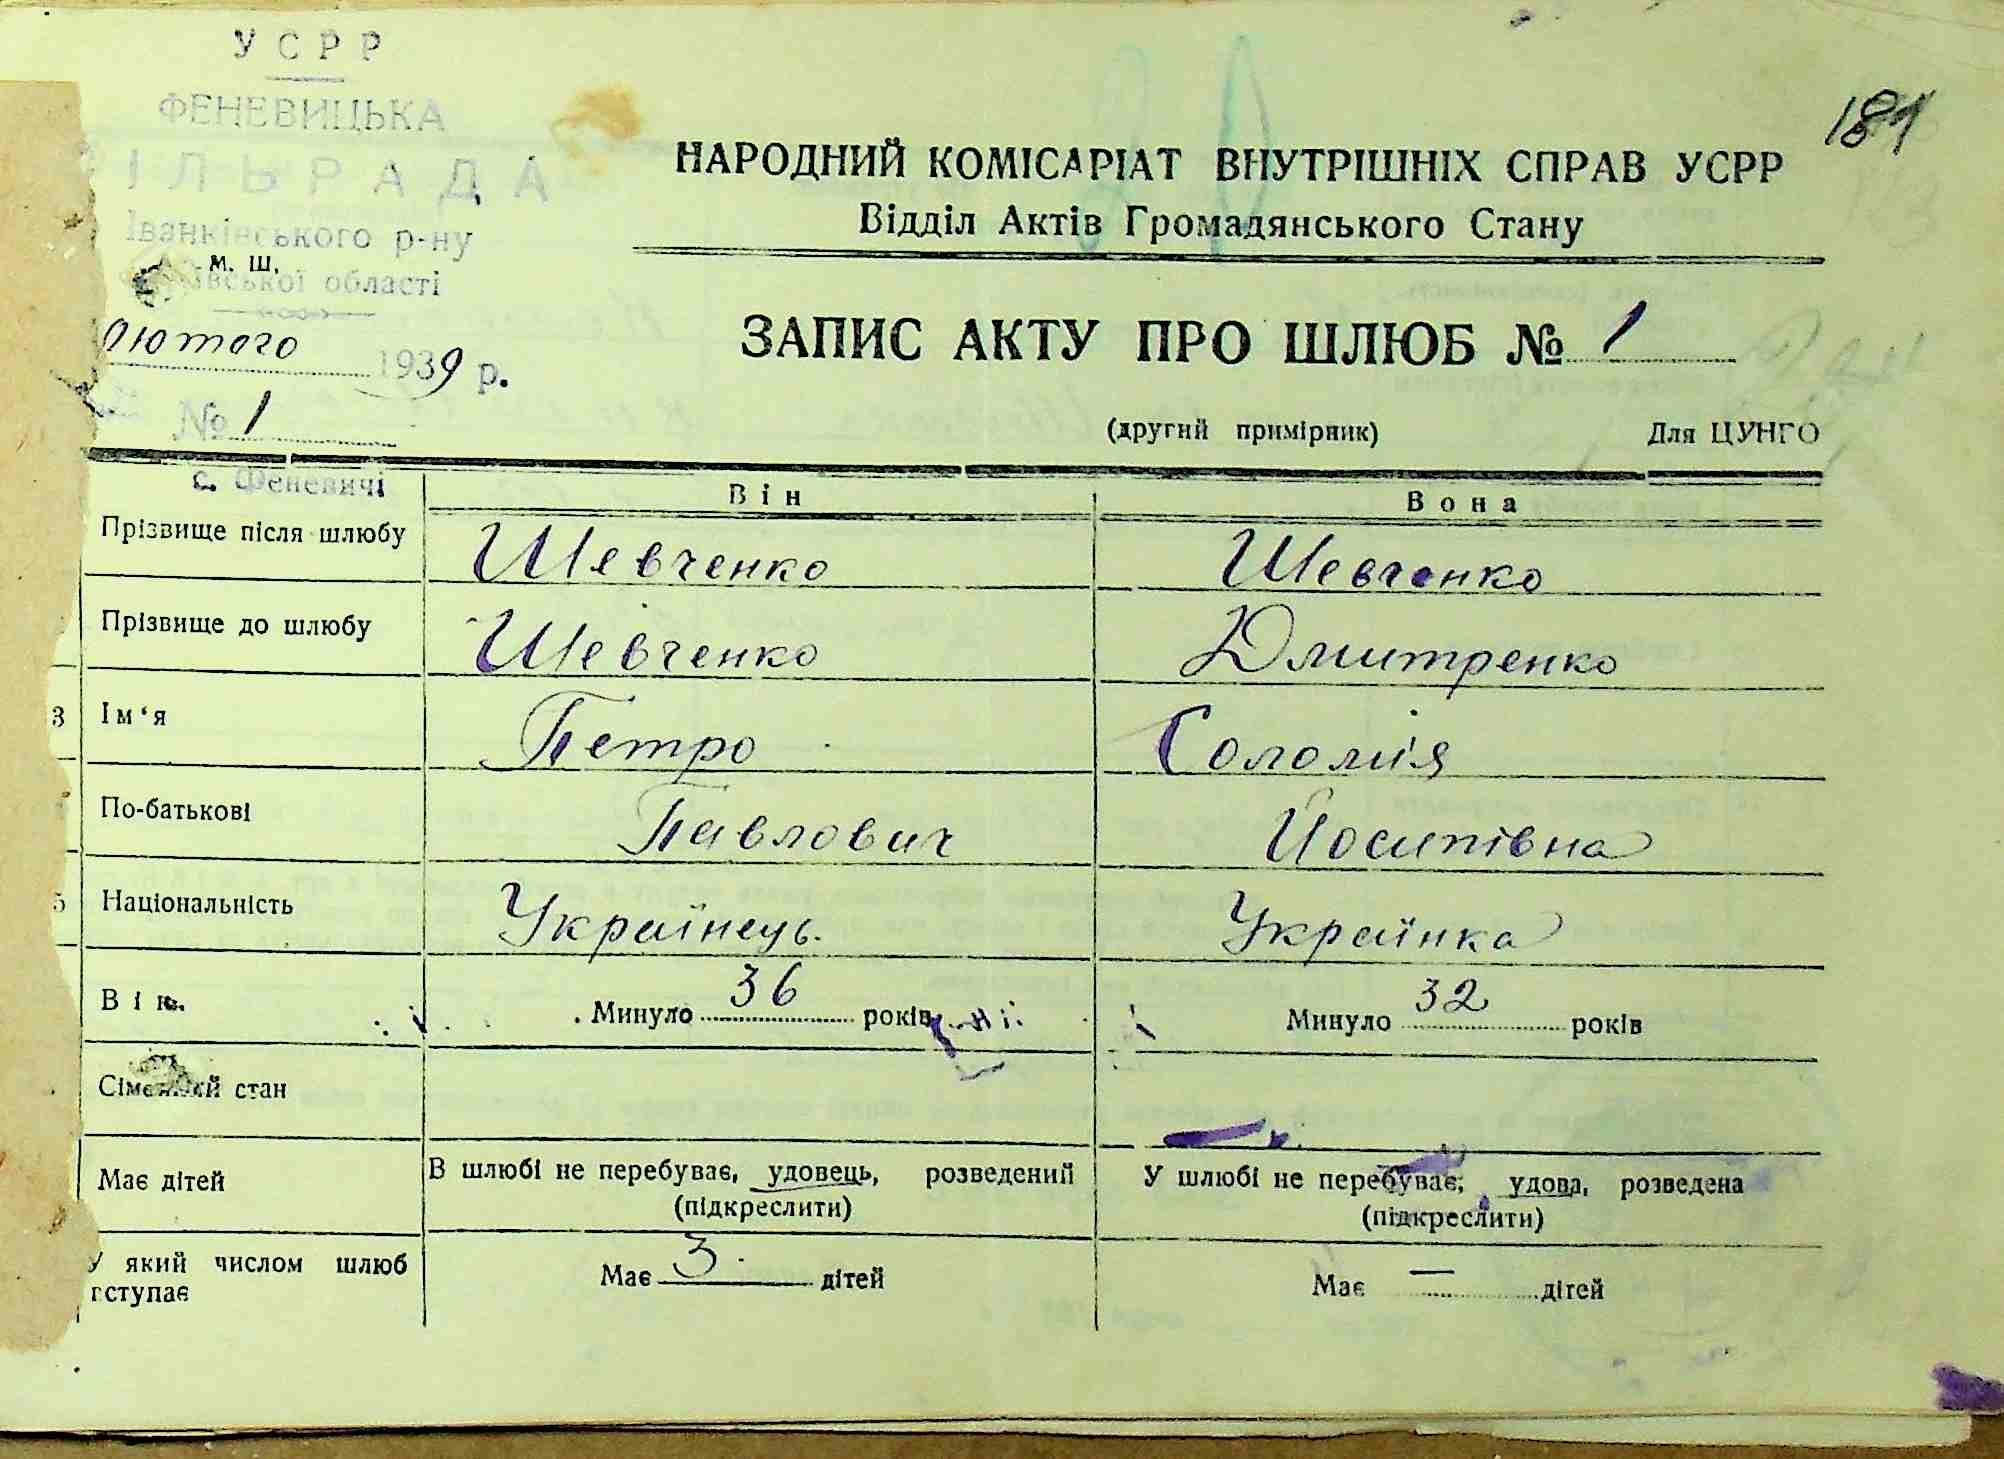 УСРР
ФЕНЕВИЦЬКА
ІЛЬРАДА
Іванківського р-ну
м. ш.
ївської області
лютого 1939 р.
№ 1
с. Феневичі
181
НАРОДНИЙ КОМІСАРІАТ ВНУТРІШНІХ СПРАВ УСРР
Відділ Актів Громадянського Стану
ЗАПИС АКТУ ПРО ШЛЮБ № 1
(другий примірник) Для ЦУНГО
Він Вона
Прізвище після шлюбу Шевченко Шевченко
Прізвище до шлюбу Шевченко Дмитренко
3 Ім‘я Петро Соломія
По-батькові Павлович Йосипівна
5 Національність Українець. Українка
Вік. Минуло 36 років Минуло 32 років
Сімейний стан
Має дітей В шлюбі не перебуває, удовець, розведений У шлюбі не перебуває, удова, розведена
(підкреслити) (підкреслити)
У який числом шлюб вступає Має 3. дітей Має — дітей